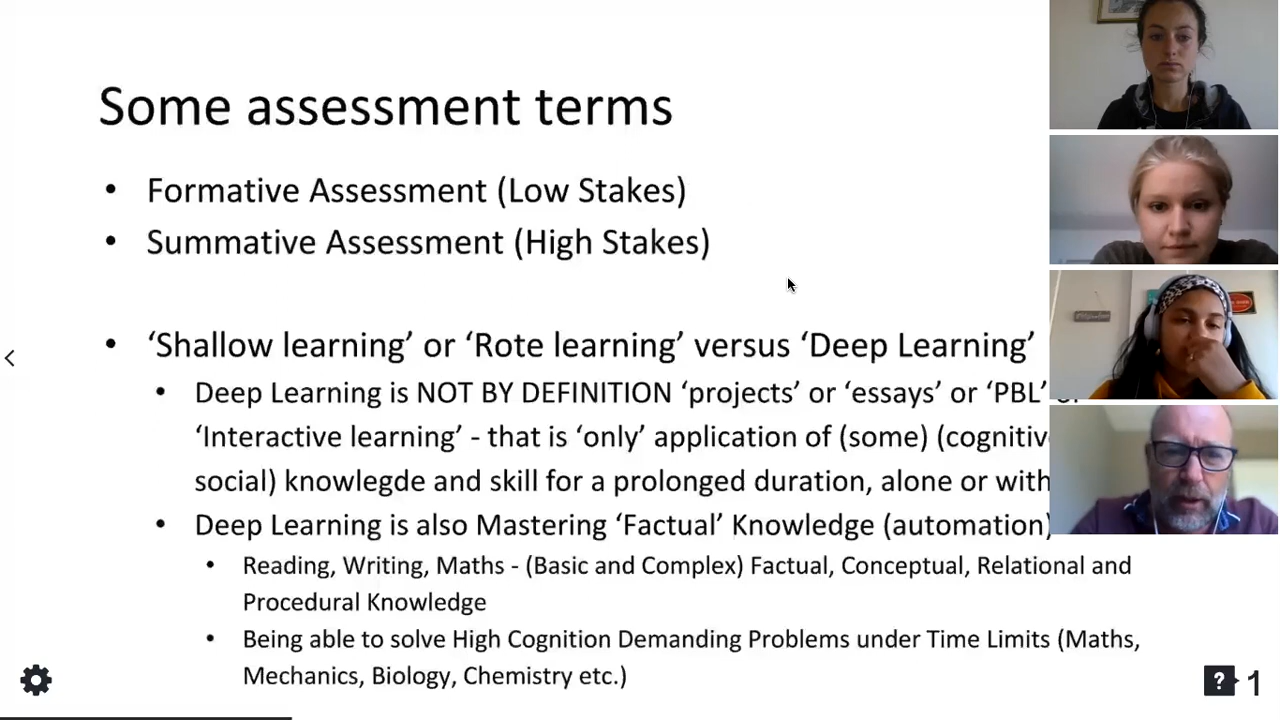 Some assessment terms
• Formative Assessment (Low Stakes)
• Summative Assessment (High Stakes)
• ‘Shallow learning’ or ‘Rote learning’ versus ‘Deep Learning’
• Deep Learning is NOT BY DEFINITION ‘projects’ or ‘essays’ or ‘PBL’ or
‘Interactive learning’ - that is ‘only’ application of (some) (cognitiv
social) knowlegde and skill for a prolonged duration, alone or with
• Deep Learning is also Mastering ‘Factual’ Knowledge (automation)
• Reading, Writing, Maths - (Basic and Complex) Factual, Conceptual, Relational and
Procedural Knowledge
• Being able to solve High Cognition Demanding Problems under Time Limits (Maths,
Mechanics, Biology, Chemistry etc.)
? 1